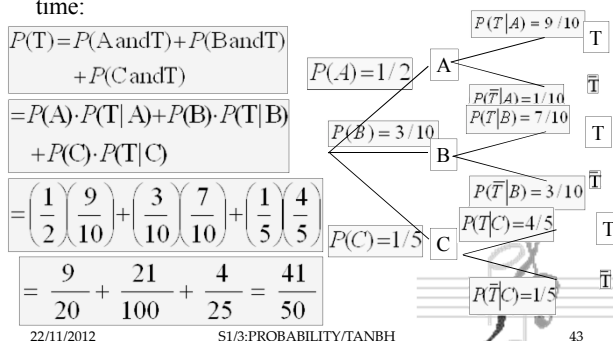 time:
P(T)=P(A and T)+P(B and T)
+P(C and T)
=P(A)·P(T|A)+P(B)·P(T|B)
+P(C)·P(T|C)
=(1/2)(9/10)+(3/10)(7/10)+(1/5)(4/5)
= 9/20 + 21/100 + 4/25 = 41/50
P(A)=1/2
P(B)=3/10
P(C)=1/5
A
B
C
P(T|A)=9/10
T
P(T̅|A)=1/10
T̅
P(T|B)=7/10
T
P(T̅|B)=3/10
T̅
P(T|C)=4/5
T
P(T̅|C)=1/5
T̅
22/11/2012
S1/3:PROBABILITY/TANBH
43